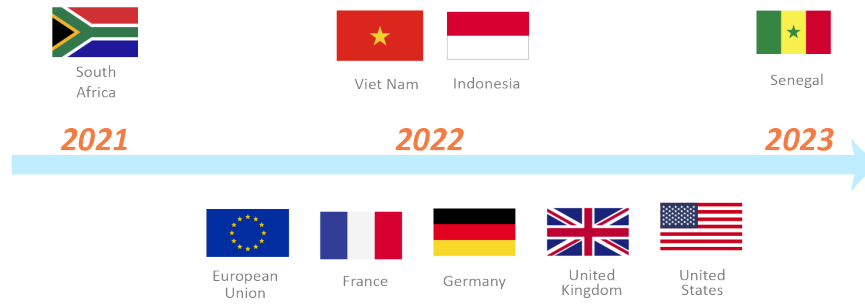 South
Africa
Viet Nam
Indonesia
Senegal
2021
2022
2023
European
Union
France
Germany
United
Kingdom
United
States